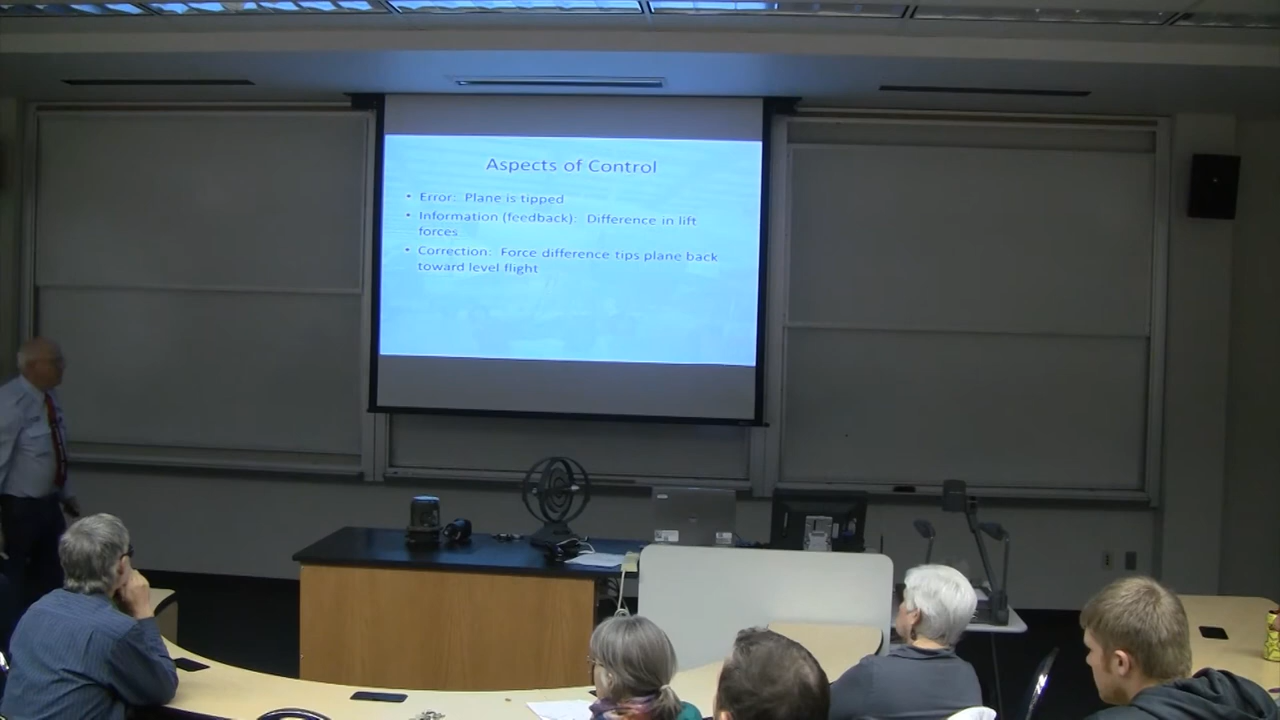 Aspects of Control
• Error: Plane is tipped
• Information (feedback): Difference in lift
forces
• Correction: Force difference tips plane back
toward level flight